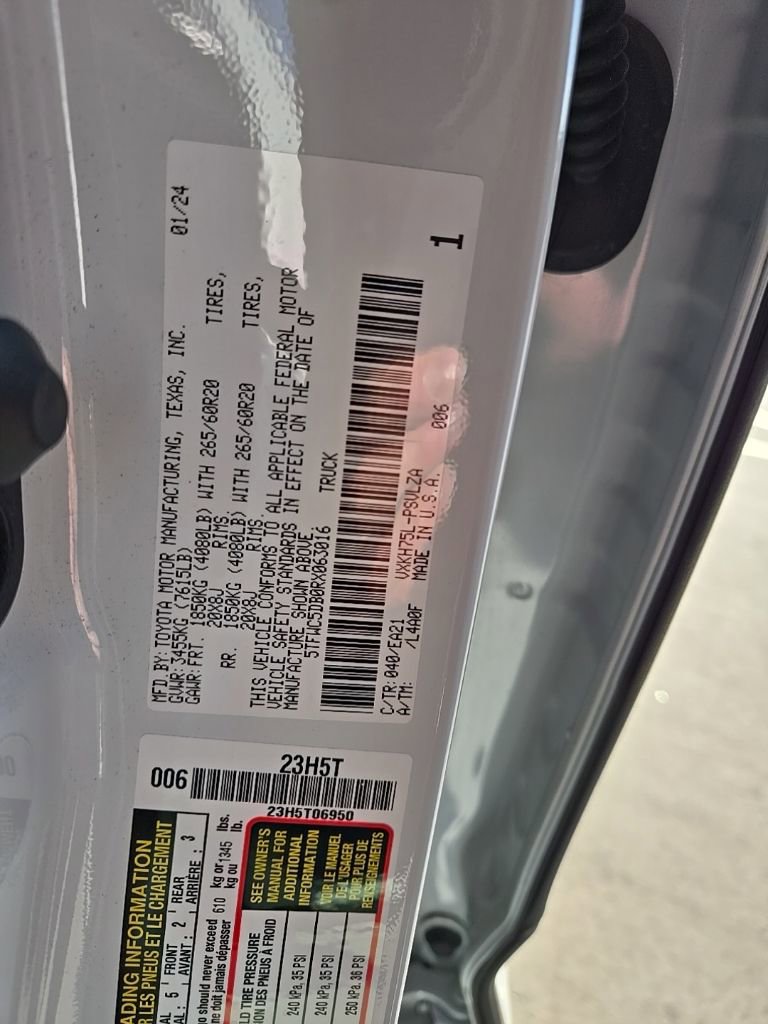 MFD.BY:TOYOTA MOTOR MANUFACTURING, TEXAS, INC. 01/24
GVWR:3455KG (7615LB)
GAWR:FRT. 1850KG (4080LB) WITH 265/60R20 TIRES,
20X8J RIMS
RR. 1850KG (4080LB) WITH 265/60R20 TIRES,
20X8J RIMS
THIS VEHICLE CONFORMS TO ALL APPLICABLE FEDERAL MOTOR
VEHICLE SAFETY STANDARDS IN EFFECT ON THE DATE OF
MANUFACTURE SHOWN ABOVE
5TFWC5DB0RX063016 TRUCK
C/TR:040/EA21 VXKH75L-PSVLZA 006
A/TM: /L4A0F MADE IN U.S.A. 1
006 23H5T
23H5T06950
ADING INFORMATION
R LES PNEUS ET LE CHARGEMENT
AL : 5 FRONT 2 REAR 3
AL : 5 AVANT : 2 ARRIÈRE : 3
o should never exceed 610 kg or 1345 lbs.
ne doit jamais dépasser kg ou lb.
LD TIRE PRESSURE
ION DES PNEUS À FROID
240 kPa, 35 PSI
240 kPa, 35 PSI
250 kPa, 36 PSI
SEE OWNER'S
MANUAL FOR
ADDITIONAL
INFORMATION
VOIR LE MANUEL
DE L'USAGER
POUR PLUS DE
RENSEIGNEMENTS